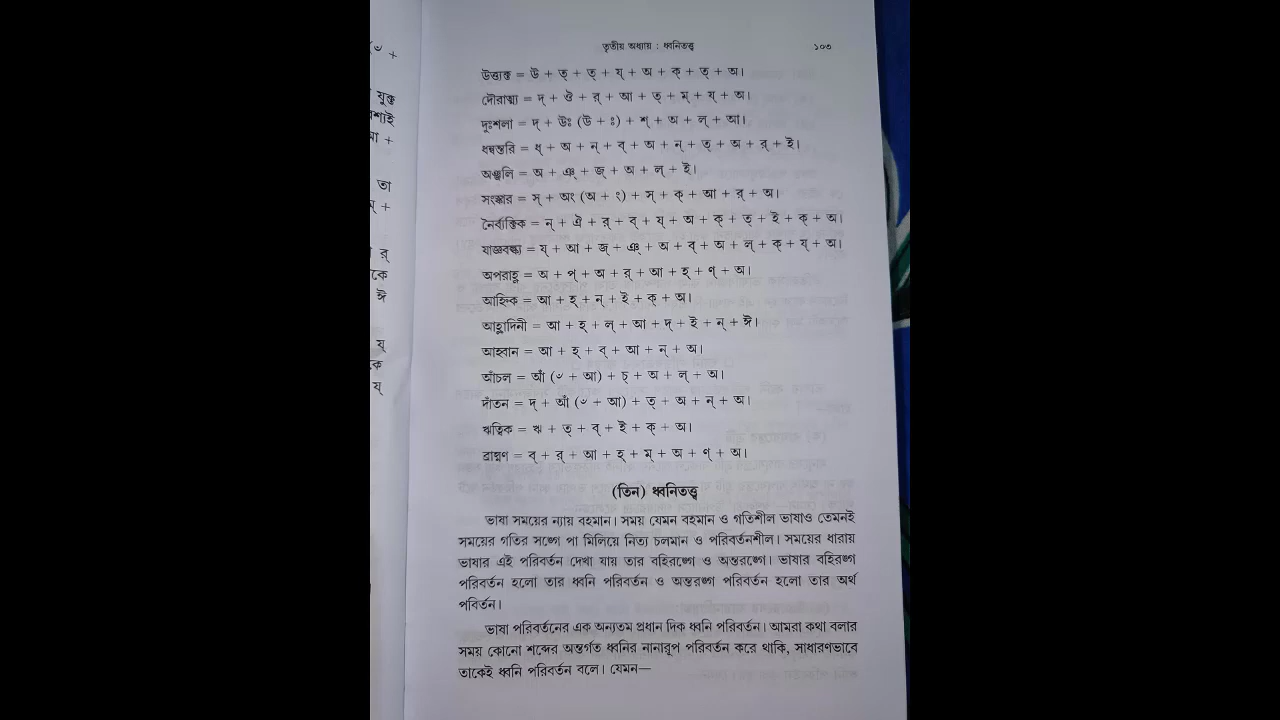 তৃতীয় অধ্যায় : ধ্বনিতত্ত্ব ১০৩
উত্ত্যক্ত = উ + ত্ + ত্ + য্ + অ + ক্ + ত্ + অ।
দৌরাত্ম্য = দ্ + ঔ + র্ + আ + ত্ + ম্ + য্ + অ।
দুঃশলা = দ্ + উঃ (উ + ঃ) + শ্ + অ + ল্ + আ।
ধন্বন্তরি = ধ্ + অ + ন্ + ব্ + অ + ন্ + ত্ + অ + র্ + ই।
অঞ্জলি = অ + ঞ্ + জ্ + অ + ল্ + ই।
সংস্কার = স্ + অং (অ + ং) + স্ + ক্ + আ + র্ + অ।
নৈর্ব্যক্তিক = ন্ + ঐ + র্ + ব্ + য্ + অ + ক্ + ত্ + ই + ক্ + অ।
যাজ্ঞবল্ক্য = য্ + আ + জ্ + ঞ্ + অ + ব্ + অ + ল্ + ক্ + য্ + অ।
অপরাহ্ণ = অ + প্ + অ + র্ + আ + হ্ + ণ্ + অ।
আহ্নিক = আ + হ্ + ন্ + ই + ক্ + অ।
আহ্লাদিনী = আ + হ্ + ল্ + আ + দ্ + ই + ন্ + ঈ।
আহ্বান = আ + হ্ + ব্ + আ + ন্ + অ।
আঁচল = আঁ (ঁ + আ) + চ্ + অ + ল্ + অ।
দাঁতন = দ্ + আঁ (ঁ + আ) + ত্ + অ + ন্ + অ।
ঋত্বিক = ঋ + ত্ + ব্ + ই + ক্ + অ।
ব্রাহ্মণ = ব্ + র্ + আ + হ্ + ম্ + অ + ণ্ + অ।
(তিন) ধ্বনিতত্ত্ব
ভাষা সময়ের ন্যায় বহমান। সময় যেমন বহমান ও গতিশীল ভাষাও তেমনই
সময়ের গতির সঙ্গে পা মিলিয়ে নিত্য চলমান ও পরিবর্তনশীল। সময়ের ধারায়
ভাষার এই পরিবর্তন দেখা যায় তার বহিরঙ্গে ও অন্তরঙ্গে। ভাষার বহিরঙ্গ
পরিবর্তন হলো তার ধ্বনি পরিবর্তন ও অন্তরঙ্গ পরিবর্তন হলো তার অর্থ
পবির্তন।
ভাষা পরিবর্তনের এক অন্যতম প্রধান দিক ধ্বনি পরিবর্তন। আমরা কথা বলার
সময় কোনো শব্দের অন্তর্গত ধ্বনির নানারূপ পরিবর্তন করে থাকি, সাধারণভাবে
তাকেই ধ্বনি পরিবর্তন বলে। যেমন—